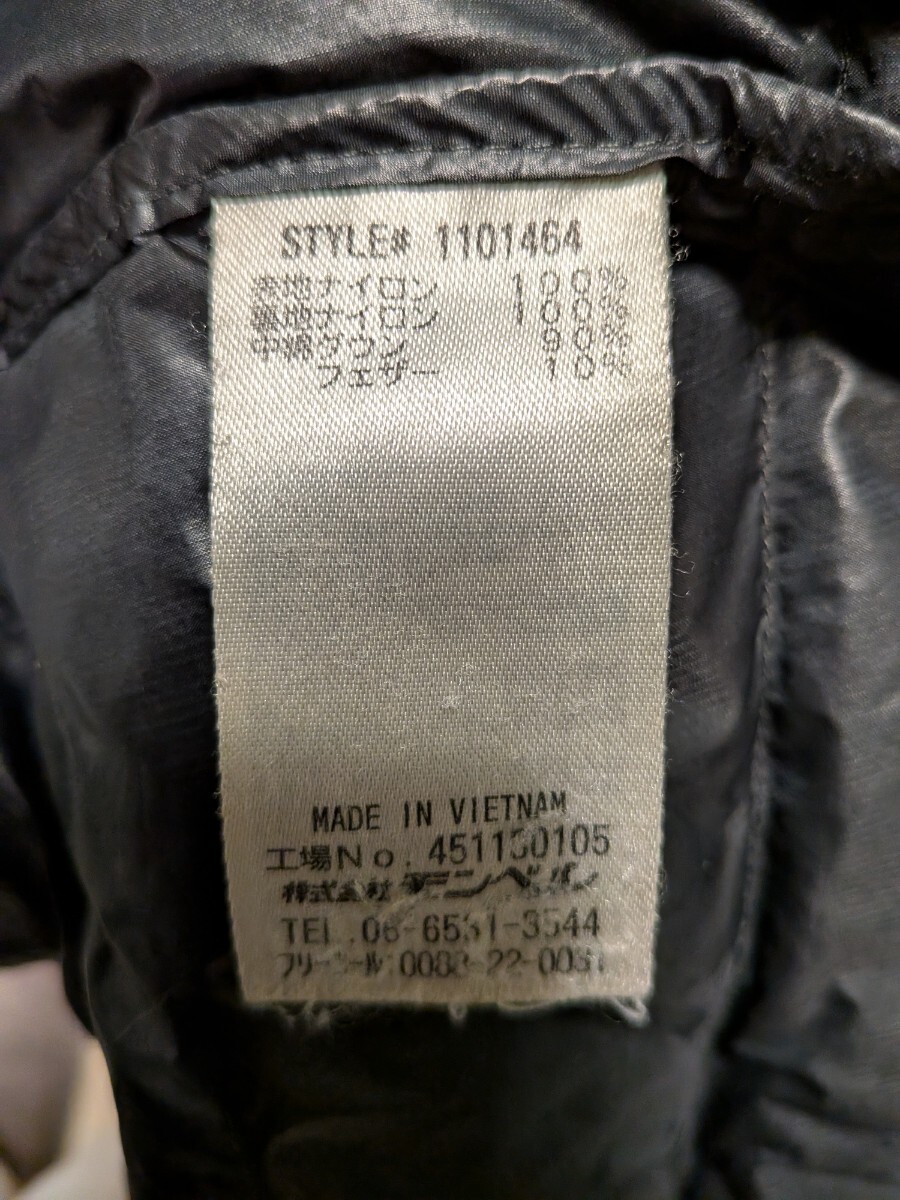 STYLE# 1101464
表地ナイロン 100%
裏地ナイロン 100%
中綿ダウン 90%
フェザー 10%
MADE IN VIETNAM
工場No. 451130105
株式会社 モンベル
TEL.06-6531-3544
フリーコール:0088-22-0031